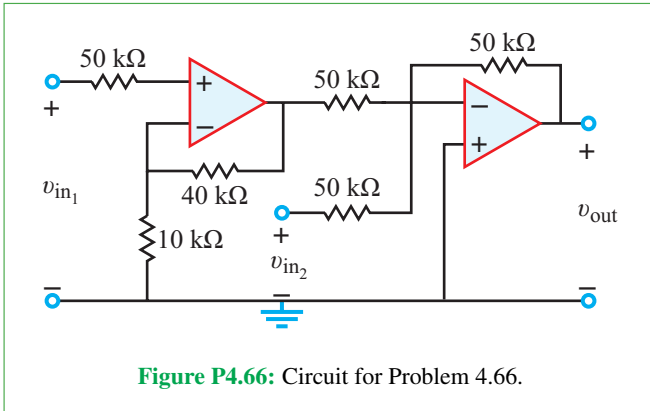 50 kΩ
50 kΩ
50 kΩ
+
−
+
−
+
+
−
+
40 kΩ
50 kΩ
10 kΩ
v_in₁
v_in₂
v_out
+
−
−
−
Figure P4.66: Circuit for Problem 4.66.